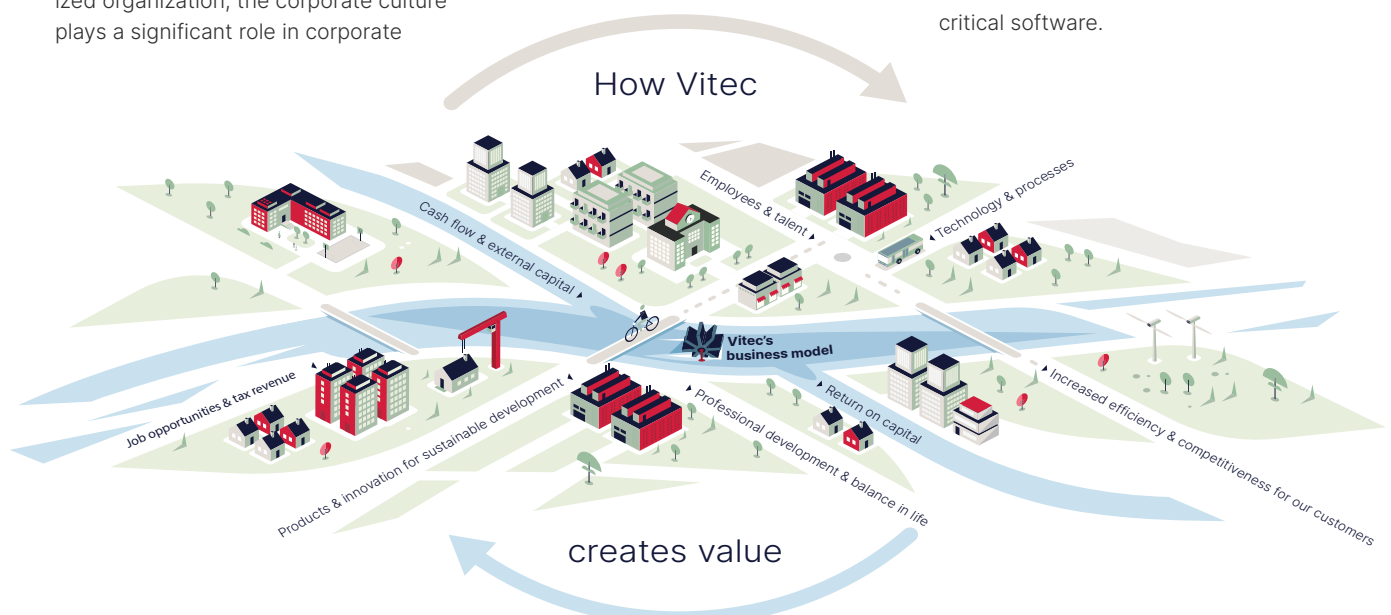 ized organization, the corporate culture
plays a significant role in corporate
critical software.
How Vitec
Employees & talent
Technology & processes
Cash flow & external capital
Vitec's
business model
Job opportunities & tax revenue
Products & innovation for sustainable development
Professional development & balance in life
Return on capital
Increased efficiency & competitiveness for our customers
creates value